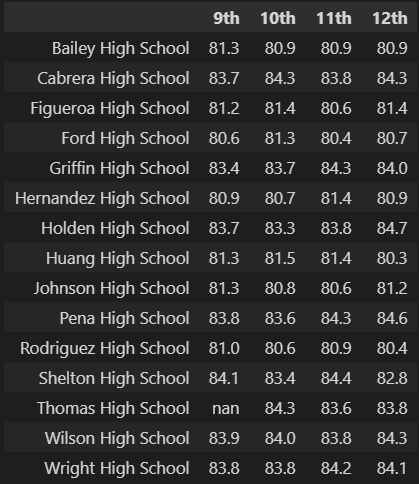 9th 10th 11th 12th
Bailey High School 81.3 80.9 80.9 80.9
Cabrera High School 83.7 84.3 83.8 84.3
Figueroa High School 81.2 81.4 80.6 81.4
Ford High School 80.6 81.3 80.4 80.7
Griffin High School 83.4 83.7 84.3 84.0
Hernandez High School 80.9 80.7 81.4 80.9
Holden High School 83.7 83.3 83.8 84.7
Huang High School 81.3 81.5 81.4 80.3
Johnson High School 81.3 80.8 80.6 81.2
Pena High School 83.8 83.6 84.3 84.6
Rodriguez High School 81.0 80.6 80.9 80.4
Shelton High School 84.1 83.4 84.4 82.8
Thomas High School nan 84.3 83.6 83.8
Wilson High School 83.9 84.0 83.8 84.3
Wright High School 83.8 83.8 84.2 84.1